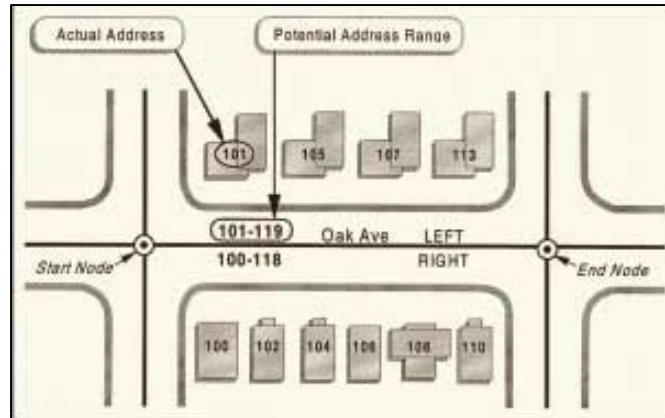 Actual Address
Potential Address Range
101
105
107
113
101-119
Oak Ave
LEFT
Start Node
100-118
RIGHT
End Node
100
102
104
106
108
110